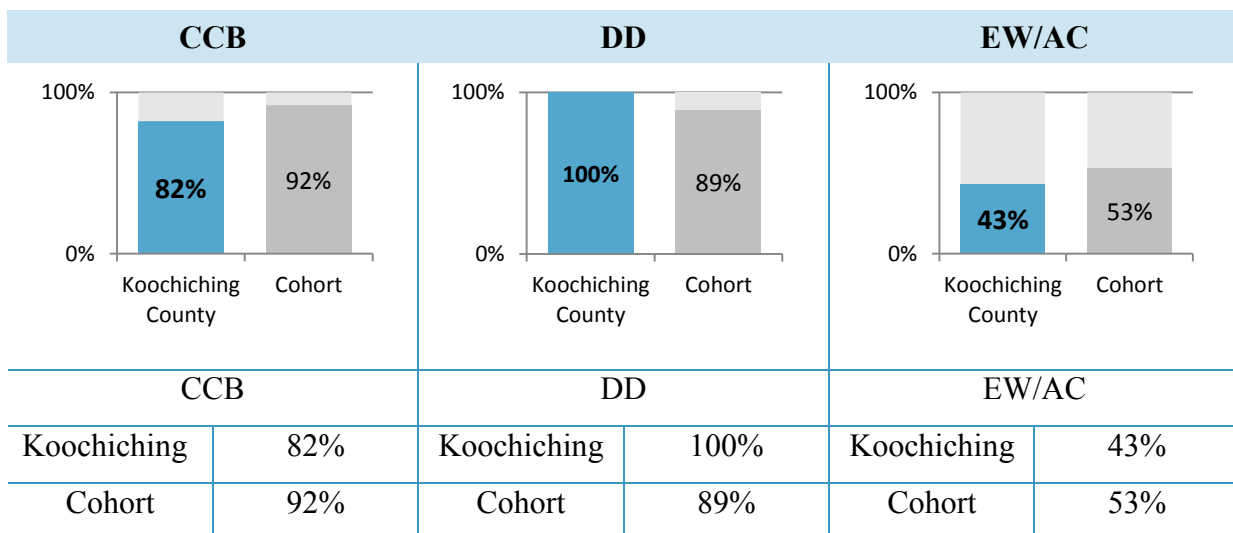 CCB DD EW/AC
100% 100% 100%
82% 92% 100% 89% 43% 53%
0% 0% 0%
Koochiching Cohort Koochiching Cohort Koochiching Cohort
County County County
CCB DD EW/AC
Koochiching 82% Koochiching 100% Koochiching 43%
Cohort 92% Cohort 89% Cohort 53%